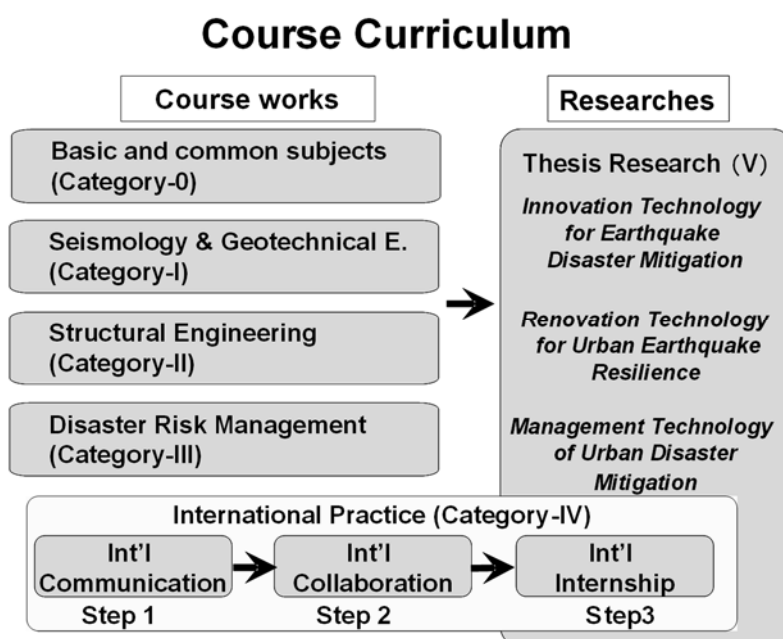 Course Curriculum
Course works
Basic and common subjects
(Category-0)
Seismology & Geotechnical E.
(Category-I)
Structural Engineering
(Category-II)
Disaster Risk Management
(Category-III)
Researches
Thesis Research (V)
Innovation Technology
for Earthquake
Disaster Mitigation
Renovation Technology
for Urban Earthquake
Resilience
Management Technology
of Urban Disaster
Mitigation
International Practice (Category-IV)
Int'l
Communication
Step 1
Int'l
Collaboration
Step 2
Int'l
Internship
Step3